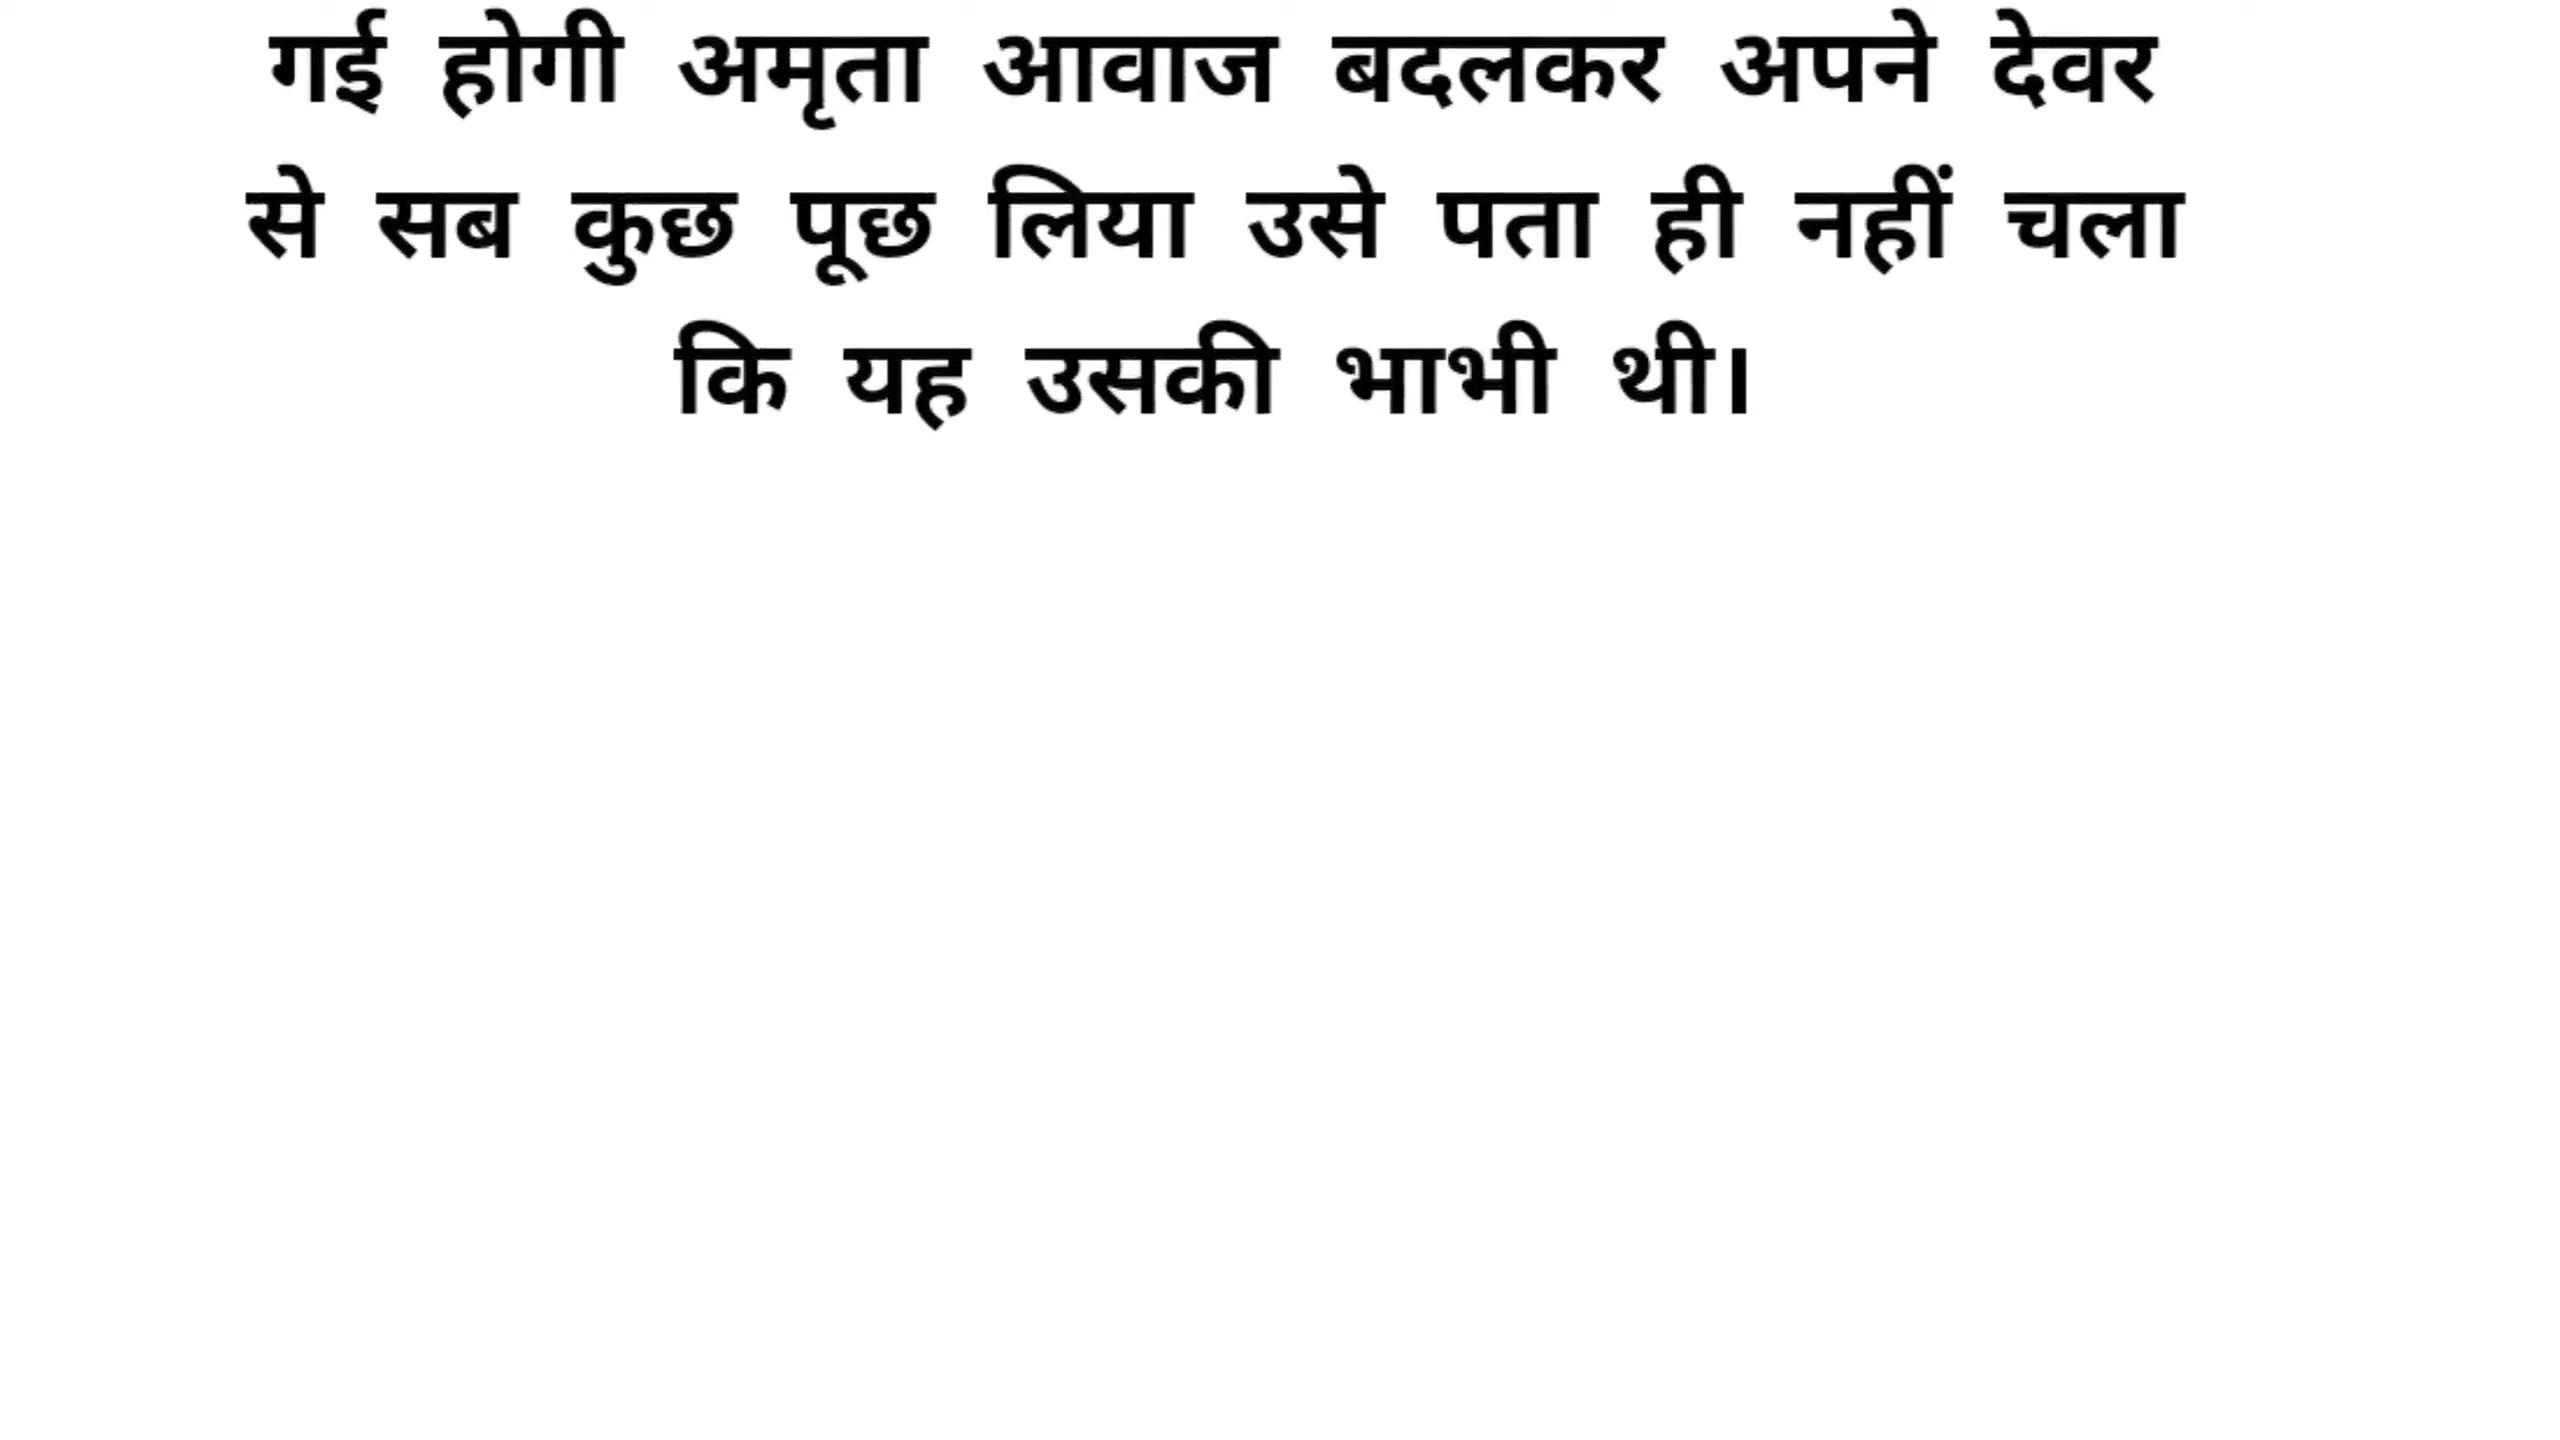 गई होगी अमृता आवाज बदलकर अपने देवर
से सब कुछ पूछ लिया उसे पता ही नहीं चला
कि यह उसकी भाभी थी।